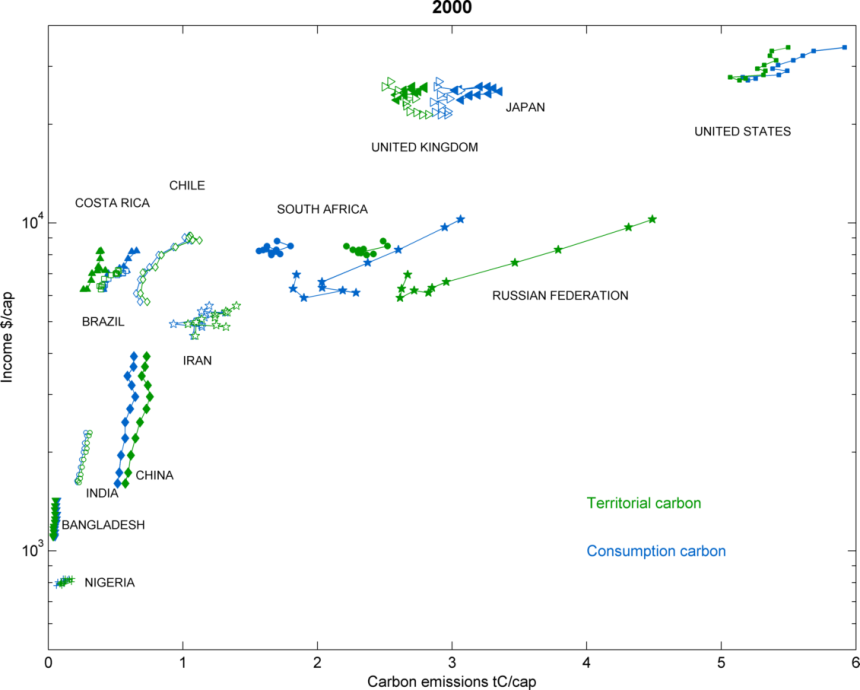 2000
JAPAN
UNITED STATES
UNITED KINGDOM
CHILE
COSTA RICA
SOUTH AFRICA
10⁴
RUSSIAN FEDERATION
BRAZIL
IRAN
Income $/cap
CHINA
INDIA
Territorial carbon
BANGLADESH
10³
Consumption carbon
NIGERIA
0 1 2 3 4 5 6
Carbon emissions tC/cap